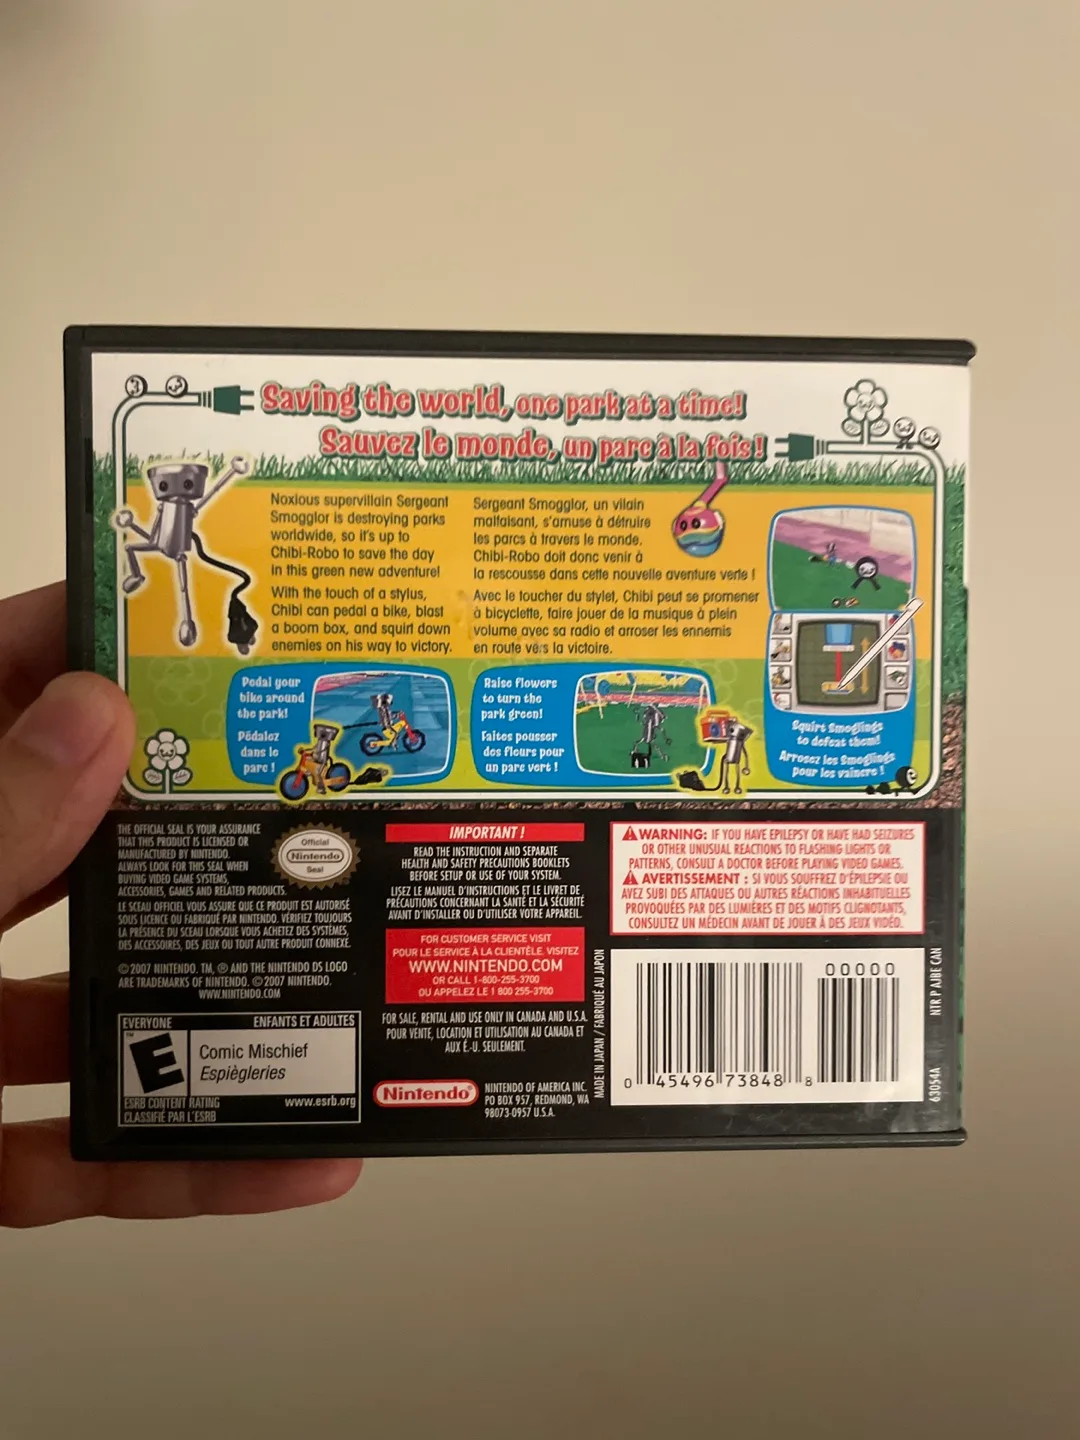 Saving the world, one park at a time!
Sauvez le monde, un parc à la fois!
Noxious supervillain Sergeant
Smogglor is destroying parks
worldwide, so it's up to
Chibi-Robo to save the day
in this green new adventure!
With the touch of a stylus,
Chibi can pedal a bike, blast
a boom box, and squirt down
enemies on his way to victory.
Sergeant Smogglor, un vilain
malfaisant, s'amuse à détruire
les parcs à travers le monde.
Chibi-Robo doit donc venir à
la rescousse dans cette nouvelle aventure verte !
Avec le toucher du stylet, Chibi peut se promener
à bicyclette, faire jouer de la musique à plein
volume avec sa radio et arroser les ennemis
en route vers la victoire.
Pedal your
bike around
the park!
Pédalez
dans le
parc !
Raise flowers
to turn the
park green!
Faites pousser
des fleurs pour
un parc vert !
Squirt Smoglings
to defeat them!
Arrosez les Smoglings
pour les vaincre !
THE OFFICIAL SEAL IS YOUR ASSURANCE
THAT THIS PRODUCT IS LICENSED OR
MANUFACTURED BY NINTENDO.
ALWAYS LOOK FOR THIS SEAL WHEN
BUYING VIDEO GAME SYSTEMS,
ACCESSORIES, GAMES AND RELATED PRODUCTS.
LE SCEAU OFFICIEL VOUS ASSURE QUE CE PRODUIT EST AUTORISÉ
SOUS LICENCE OU FABRIQUÉ PAR NINTENDO. VÉRIFIEZ TOUJOURS
LA PRÉSENCE DU SCEAU LORSQUE VOUS ACHETEZ DES SYSTÈMES,
DES ACCESSOIRES, DES JEUX OU TOUT AUTRE PRODUIT CONNEXE.
Official
Nintendo
Seal
© 2007 NINTENDO. TM, ® AND THE NINTENDO DS LOGO
ARE TRADEMARKS OF NINTENDO. © 2007 NINTENDO.
WWW.NINTENDO.COM
EVERYONE ENFANTS ET ADULTES
E
TM
Comic Mischief
Espiègleries
ESRB CONTENT RATING www.esrb.org
CLASSIFIÉ PAR L'ESRB
IMPORTANT !
READ THE INSTRUCTION AND SEPARATE
HEALTH AND SAFETY PRECAUTIONS BOOKLETS
BEFORE SETUP OR USE OF YOUR SYSTEM.
LISEZ LE MANUEL D'INSTRUCTIONS ET LE LIVRET DE
PRÉCAUTIONS CONCERNANT LA SANTÉ ET LA SÉCURITÉ
AVANT D'INSTALLER OU D'UTILISER VOTRE APPAREIL.
FOR CUSTOMER SERVICE VISIT
POUR LE SERVICE À LA CLIENTÈLE, VISITEZ
WWW.NINTENDO.COM
OR CALL 1-800-255-3700
OU APPELEZ LE 1 800 255-3700
FOR SALE, RENTAL AND USE ONLY IN CANADA AND U.S.A.
POUR VENTE, LOCATION ET UTILISATION AU CANADA ET
AUX É.-U. SEULEMENT.
Nintendo
NINTENDO OF AMERICA INC.
PO BOX 957, REDMOND, WA
98073-0957 U.S.A.
WARNING: IF YOU HAVE EPILEPSY OR HAVE HAD SEIZURES
OR OTHER UNUSUAL REACTIONS TO FLASHING LIGHTS OR
PATTERNS, CONSULT A DOCTOR BEFORE PLAYING VIDEO GAMES.
AVERTISSEMENT : SI VOUS SOUFFREZ D'ÉPILEPSIE OU
AVEZ SUBI DES ATTAQUES OU AUTRES RÉACTIONS INHABITUELLES
PROVOQUÉES PAR DES LUMIÈRES ET DES MOTIFS CLIGNOTANTS,
CONSULTEZ UN MÉDECIN AVANT DE JOUER À DES JEUX VIDÉO.
MADE IN JAPAN / FABRIQUÉ AU JAPON
00000
0 45496 73848 8
NTR P AJBE CAN
63054A